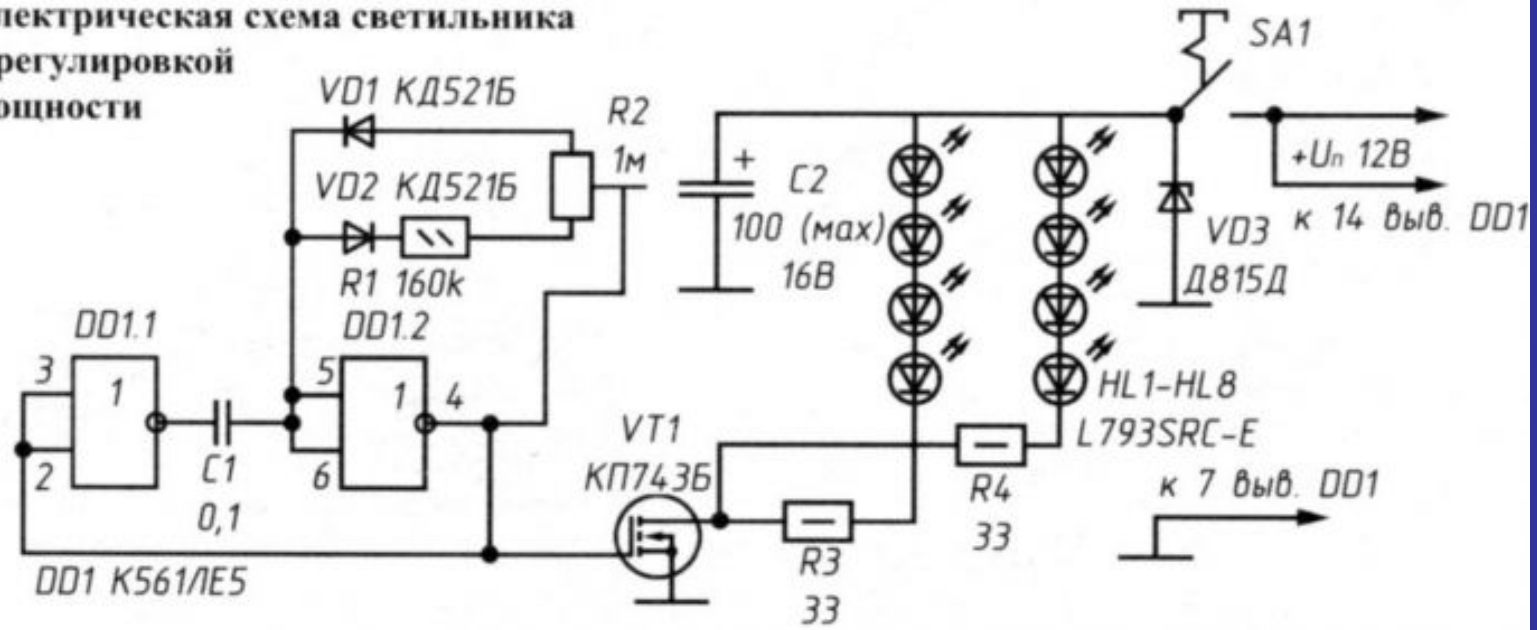 лектрическая схема светильника
регулировкой
ощности
VD1 КД521Б
R2
1м
VD2 КД521Б
R1 160k
+
C2
100 (мах)
16В
SA1
+Uп 12В
к 14 выв. DD1
VD3
Д815Д
DD1.1
3
1
2
C1
0,1
DD1.2
5
1
4
6
DD1 К561ЛЕ5
VT1
КП743Б
R3
33
R4
33
HL1-HL8
L793SRC-E
к 7 выв. DD1